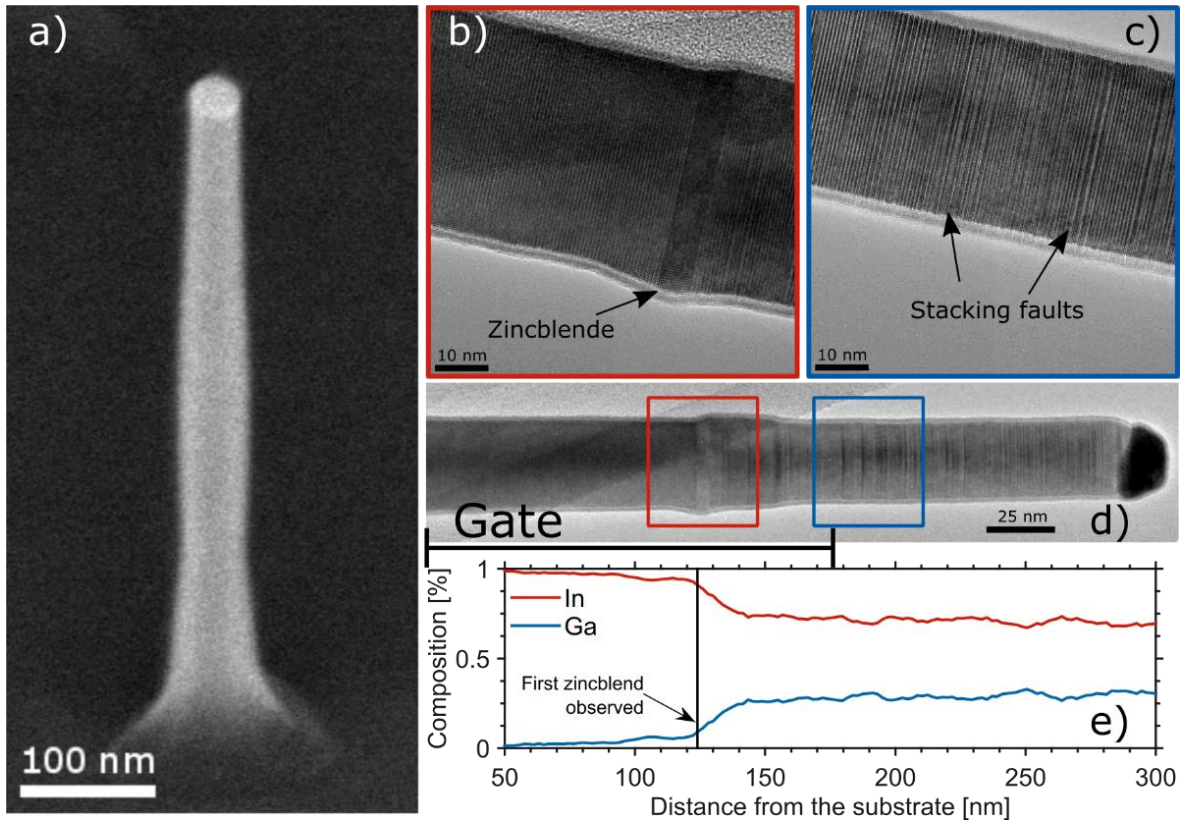 a)
100 nm
b)
Zincblende
10 nm
c)
Stacking faults
10 nm
Gate
25 nm
d)
Composition [%]
1
0.5
0
In
Ga
First zincblend
observed
e)
50 100 150 200 250 300
Distance from the substrate [nm]